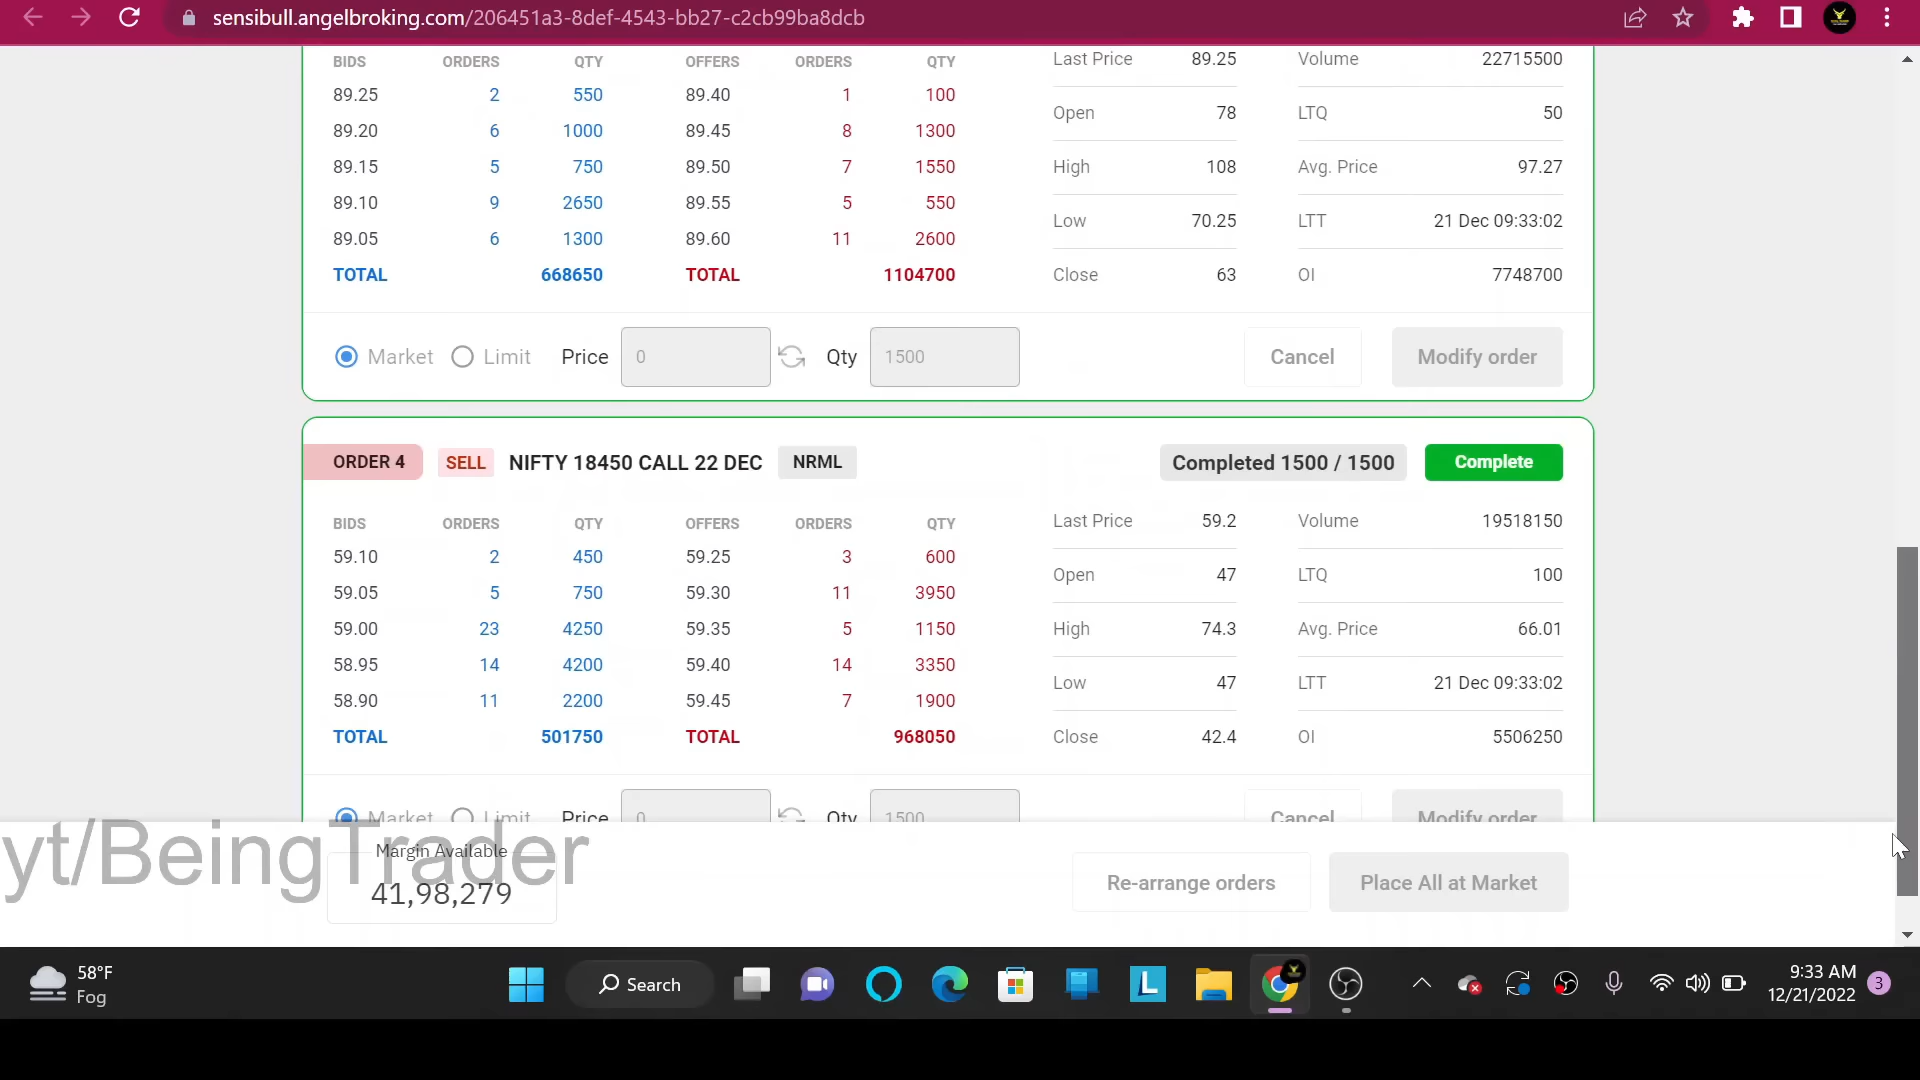 sensibull.angelbroking.com/206451a3-8def-4543-bb27-c2cb99ba8dcb
BIDS ORDERS QTY OFFERS ORDERS QTY Last Price 89.25 Volume 22715500
89.25 2 550 89.40 1 100
Open 78 LTQ 50
89.20 6 1000 89.45 8 1300
89.15 5 750 89.50 7 1550 High 108 Avg. Price 97.27
89.10 9 2650 89.55 5 550
Low 70.25 LTT 21 Dec 09:33:02
89.05 6 1300 89.60 11 2600
TOTAL 668650 TOTAL 1104700 Close 63 OI 7748700
Market Limit Price 0 Qty 1500 Cancel Modify order
ORDER 4 SELL NIFTY 18450 CALL 22 DEC NRML Completed 1500 / 1500 Complete
BIDS ORDERS QTY OFFERS ORDERS QTY Last Price 59.2 Volume 19518150
59.10 2 450 59.25 3 600
Open 47 LTQ 100
59.05 5 750 59.30 11 3950
59.00 23 4250 59.35 5 1150 High 74.3 Avg. Price 66.01
58.95 14 4200 59.40 14 3350
Low 47 LTT 21 Dec 09:33:02
58.90 11 2200 59.45 7 1900
TOTAL 501750 TOTAL 968050 Close 42.4 OI 5506250
Market Limit Price 0 Qty 1500 Cancel Modify order
yt/BeingTrader
Margin Available
41,98,279
Re-arrange orders Place All at Market
58°F
Fog
Search
9:33 AM
12/21/2022
3